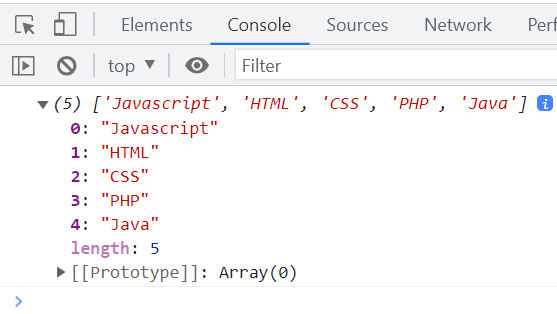 Elements Console Sources Network Perf
top ▼ Filter
▼(5) ['Javascript', 'HTML', 'CSS', 'PHP', 'Java'] i
0: "Javascript"
1: "HTML"
2: "CSS"
3: "PHP"
4: "Java"
length: 5
▶[[Prototype]]: Array(0)
>